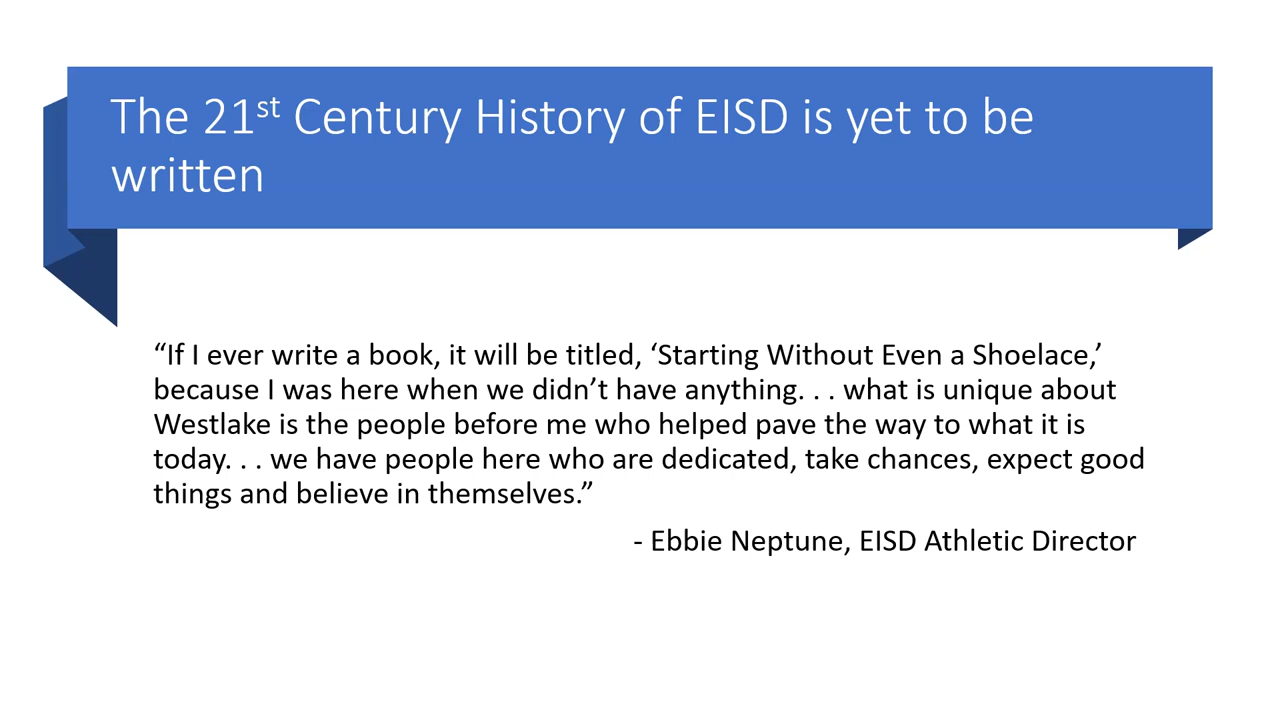 The 21st Century History of EISD is yet to be
written
“If I ever write a book, it will be titled, ‘Starting Without Even a Shoelace,’
because I was here when we didn’t have anything. . . what is unique about
Westlake is the people before me who helped pave the way to what it is
today. . . we have people here who are dedicated, take chances, expect good
things and believe in themselves.”
- Ebbie Neptune, EISD Athletic Director